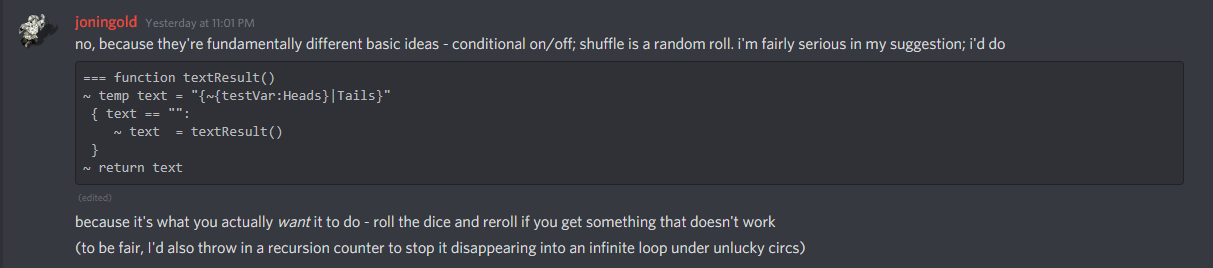 joningold Yesterday at 11:01 PM
no, because they're fundamentally different basic ideas - conditional on/off; shuffle is a random roll. i'm fairly serious in my suggestion; i'd do
=== function textResult()
~ temp text = "{~{testVar:Heads}|Tails}"
 { text == "":
    ~ text  = textResult()
 }
~ return text
(edited)
because it's what you actually want it to do - roll the dice and reroll if you get something that doesn't work
(to be fair, I'd also throw in a recursion counter to stop it disappearing into an infinite loop under unlucky circs)